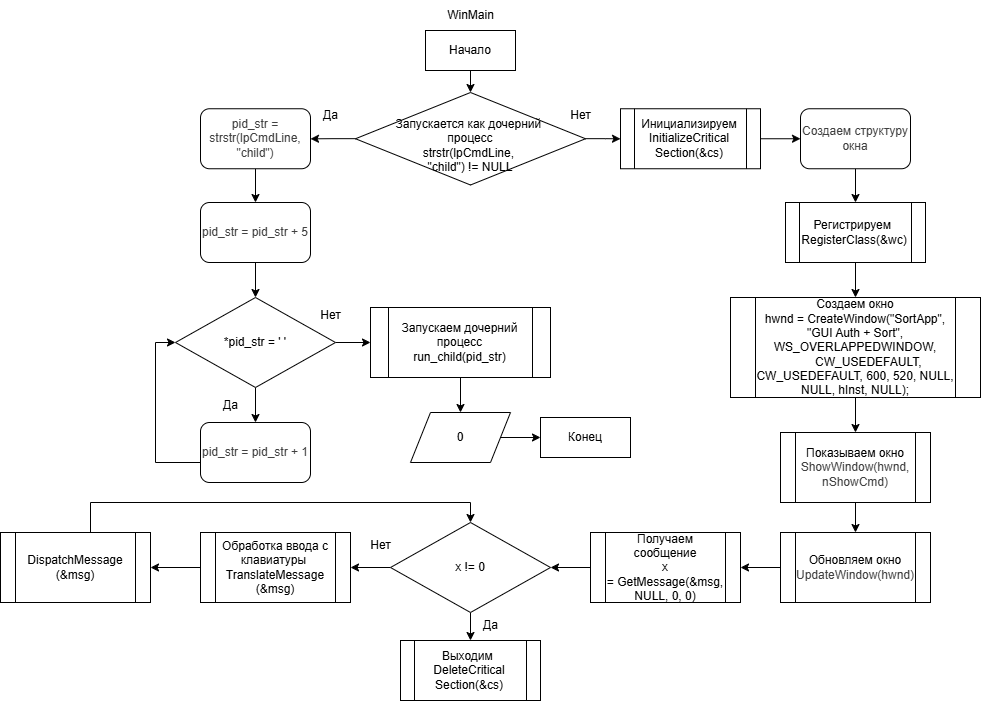 WinMain
Начало
Да
Запускается как дочерний
процесс
strstr(lpCmdLine,
"child") != NULL
Нет
pid_str =
strstr(lpCmdLine,
"child")
Инициализируем
InitializeCritical
Section(&cs)
Создаем структуру
окна
pid_str = pid_str + 5
Регистрируем
RegisterClass(&wc)
*pid_str = ' '
Нет
Запускаем дочерний
процесс
run_child(pid_str)
Создаем окно
hwnd = CreateWindow("SortApp",
"GUI Auth + Sort",
WS_OVERLAPPEDWINDOW,
CW_USEDEFAULT,
CW_USEDEFAULT, 600, 520, NULL,
NULL, hInst, NULL);
Да
pid_str = pid_str + 1
0
Конец
Показываем окно
ShowWindow(hwnd,
nShowCmd)
DispatchMessage
(&msg)
Обработка ввода с
клавиатуры
TranslateMessage
(&msg)
Нет
x != 0
Получаем
сообщение
x
= GetMessage(&msg,
NULL, 0, 0)
Обновляем окно
UpdateWindow(hwnd)
Да
Выходим
DeleteCritical
Section(&cs)